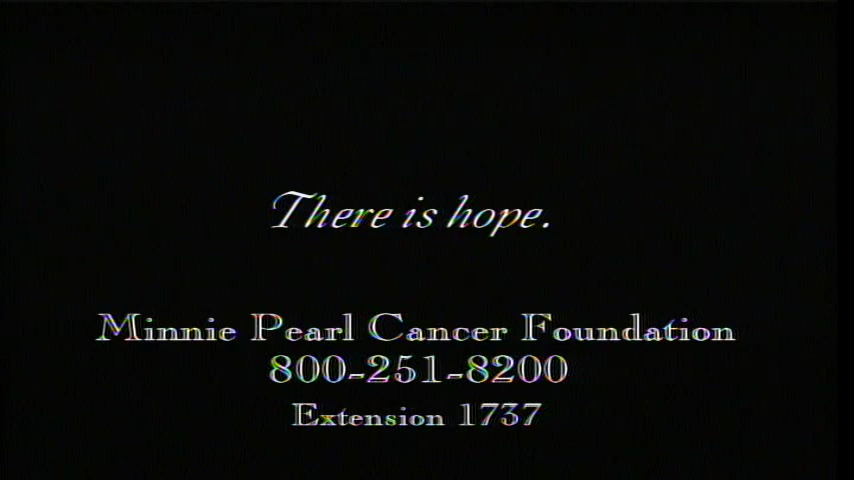 There is hope.
Minnie Pearl Cancer Foundation
800-251-8200
Extension 1737